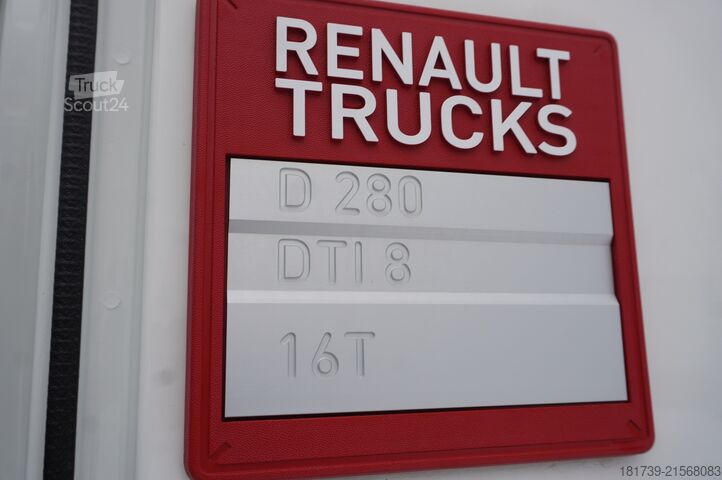 RENAULT
TRUCKS
Truck
Scout24
D 280
DTI 8
16T
181739-21568083